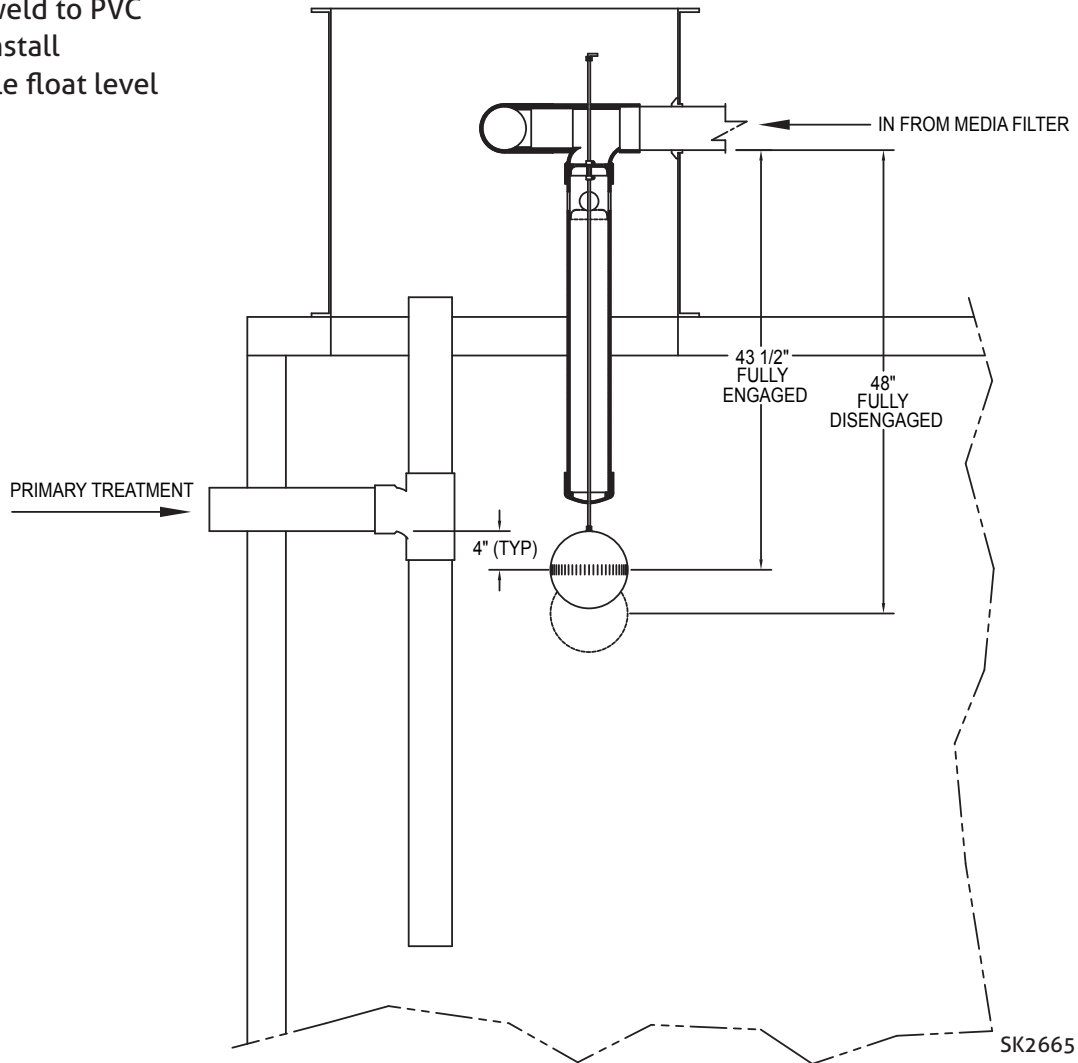 weld to PVC
float level
IN FROM MEDIA FILTER
43 1/2"
FULLY
ENGAGED
48"
FULLY
DISENGAGED
PRIMARY TREATMENT
4" (TYP)
SK2665